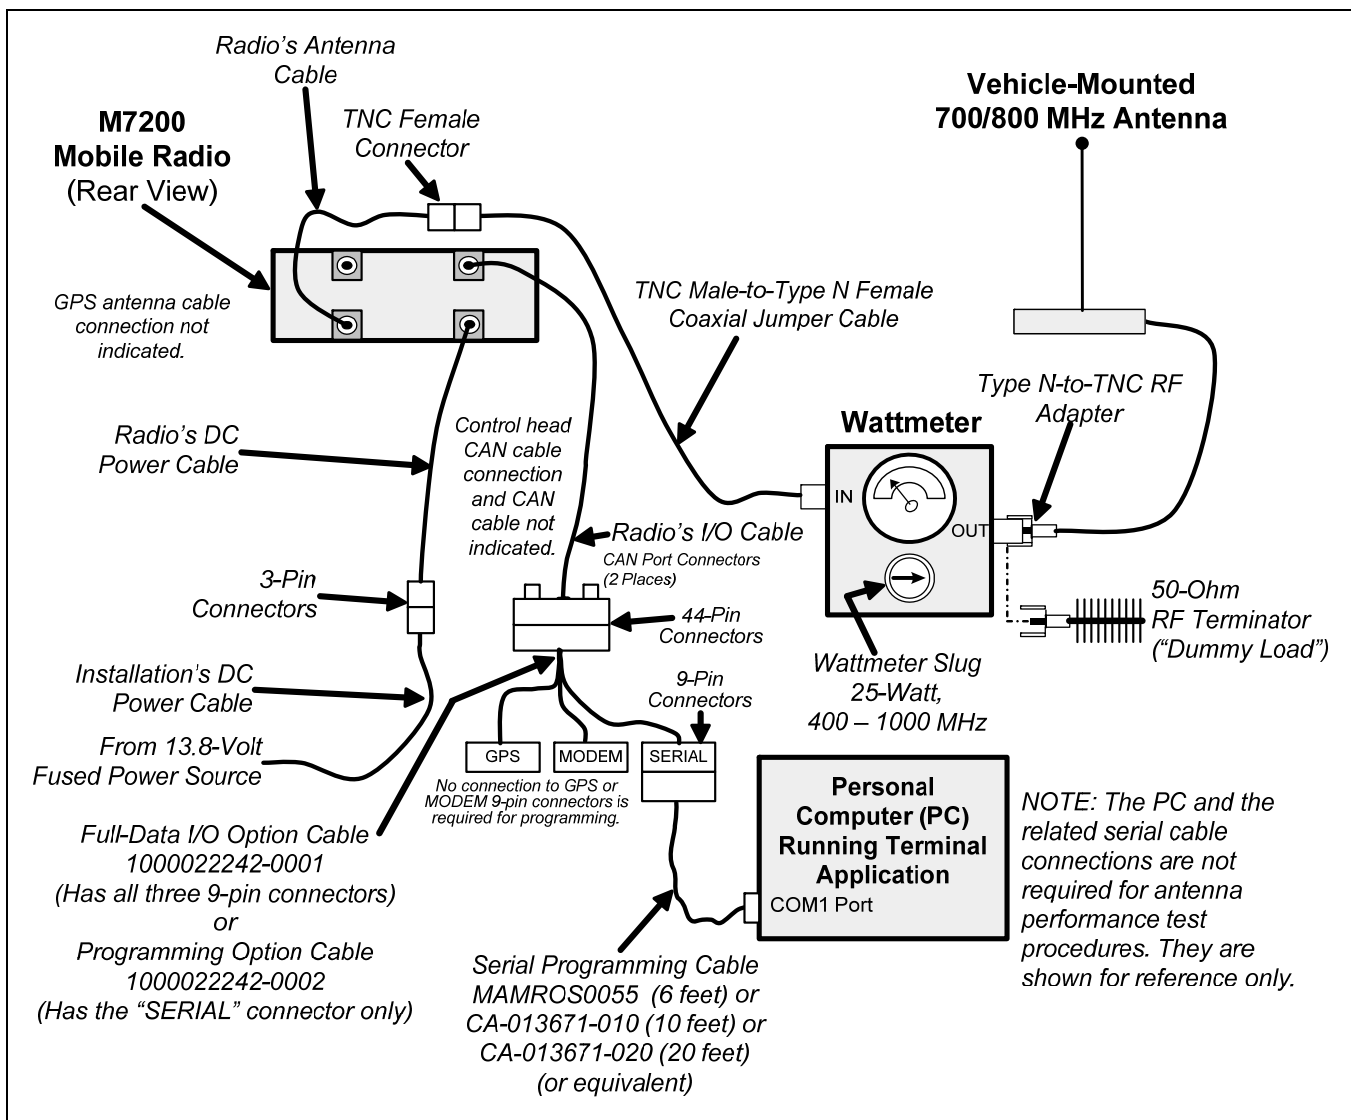 Radio's Antenna
Cable
M7200
Mobile Radio
(Rear View)
TNC Female
Connector
Vehicle-Mounted
700/800 MHz Antenna
GPS antenna cable
connection not
indicated.
TNC Male-to-Type N Female
Coaxial Jumper Cable
Type N-to-TNC RF
Adapter
Wattmeter
IN
OUT
Radio's DC
Power Cable
Control head
CAN cable
connection
and CAN
cable not
indicated.
Radio's I/O Cable
CAN Port Connectors
(2 Places)
3-Pin
Connectors
44-Pin
Connectors
50-Ohm
RF Terminator
("Dummy Load")
Wattmeter Slug
25-Watt,
400 – 1000 MHz
Installation's DC
Power Cable
9-Pin
Connectors
From 13.8-Volt
Fused Power Source
GPS
MODEM
SERIAL
No connection to GPS or
MODEM 9-pin connectors is
required for programming.
Personal
Computer (PC)
Running Terminal
Application
COM1 Port
NOTE: The PC and the
related serial cable
connections are not
required for antenna
performance test
procedures. They are
shown for reference only.
Full-Data I/O Option Cable
1000022242-0001
(Has all three 9-pin connectors)
or
Programming Option Cable
1000022242-0002
(Has the "SERIAL" connector only)
Serial Programming Cable
MAMROS0055 (6 feet) or
CA-013671-010 (10 feet) or
CA-013671-020 (20 feet)
(or equivalent)